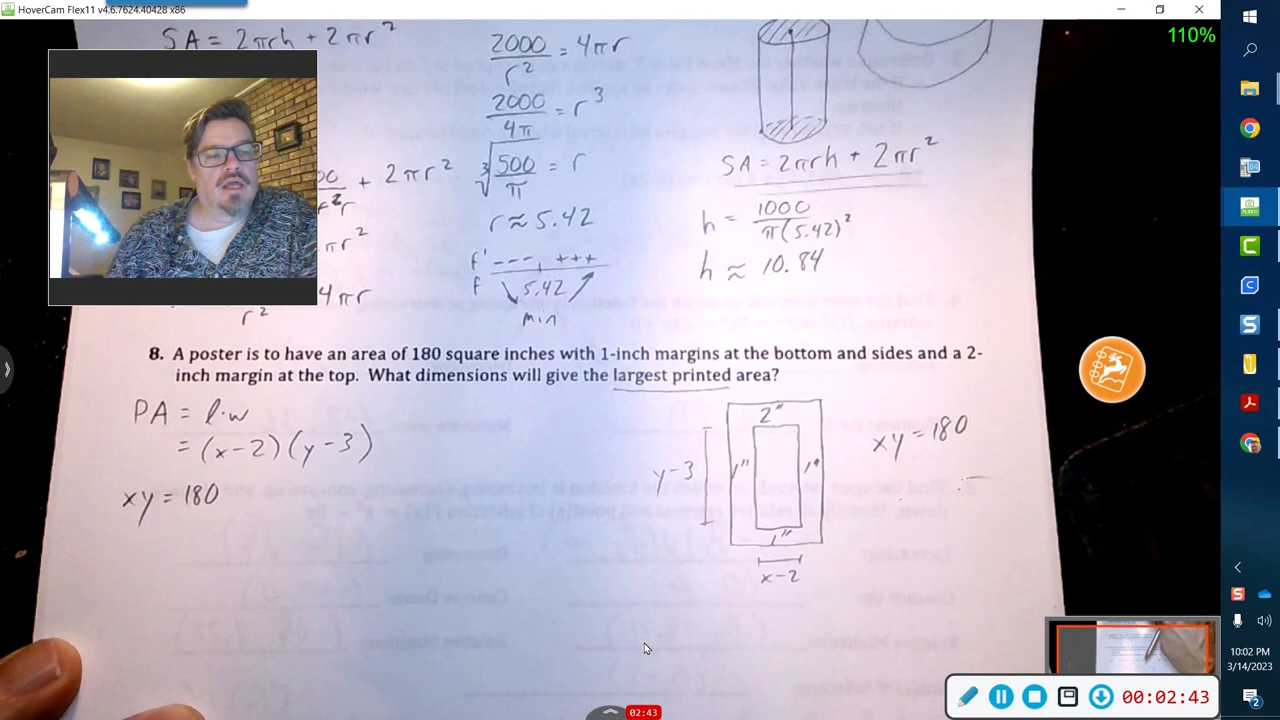 HoverCam Flex11 v4.6.7624.40428 x86
110%
SA = 2πrh + 2πr²
2000/r² = 4πr
2000/4π = r³
∛(500/π) = r
r ≈ 5.42
f' - - - , + + +
f 5.42
min
+ 2πr²
πr²
4πr
r²
SA = 2πrh + 2πr²
h = 1000/π(5.42)²
h ≈ 10.84
8. A poster is to have an area of 180 square inches with 1-inch margins at the bottom and sides and a 2-
inch margin at the top. What dimensions will give the largest printed area?
PA = l·w
= (x-2)(y-3)
xy = 180
2"
y-3
1"
1"
1"
x-2
xy = 180
02:43
00:02:43
10:02 PM
3/14/2023
2